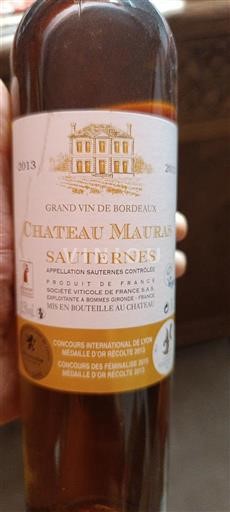 2013
GRAND VIN DE BORDEAUX
CHATEAU MAURAS
SAUTERNES
APPELLATION SAUTERNES CONTRÔLÉE
PRODUIT DE FRANCE
SOCIÉTÉ VITICOLE DE FRANCE S.A.S.
EXPLOITANTE A BOMMES GIRONDE - FRANCE
MIS EN BOUTEILLE AU CHATEAU
CONCOURS INTERNATIONAL DE LYON
MÉDAILLE D'OR RÉCOLTE 2013
CONCOURS DES FÉMINALISE 2015
MÉDAILLE D'OR RÉCOLTE 2013